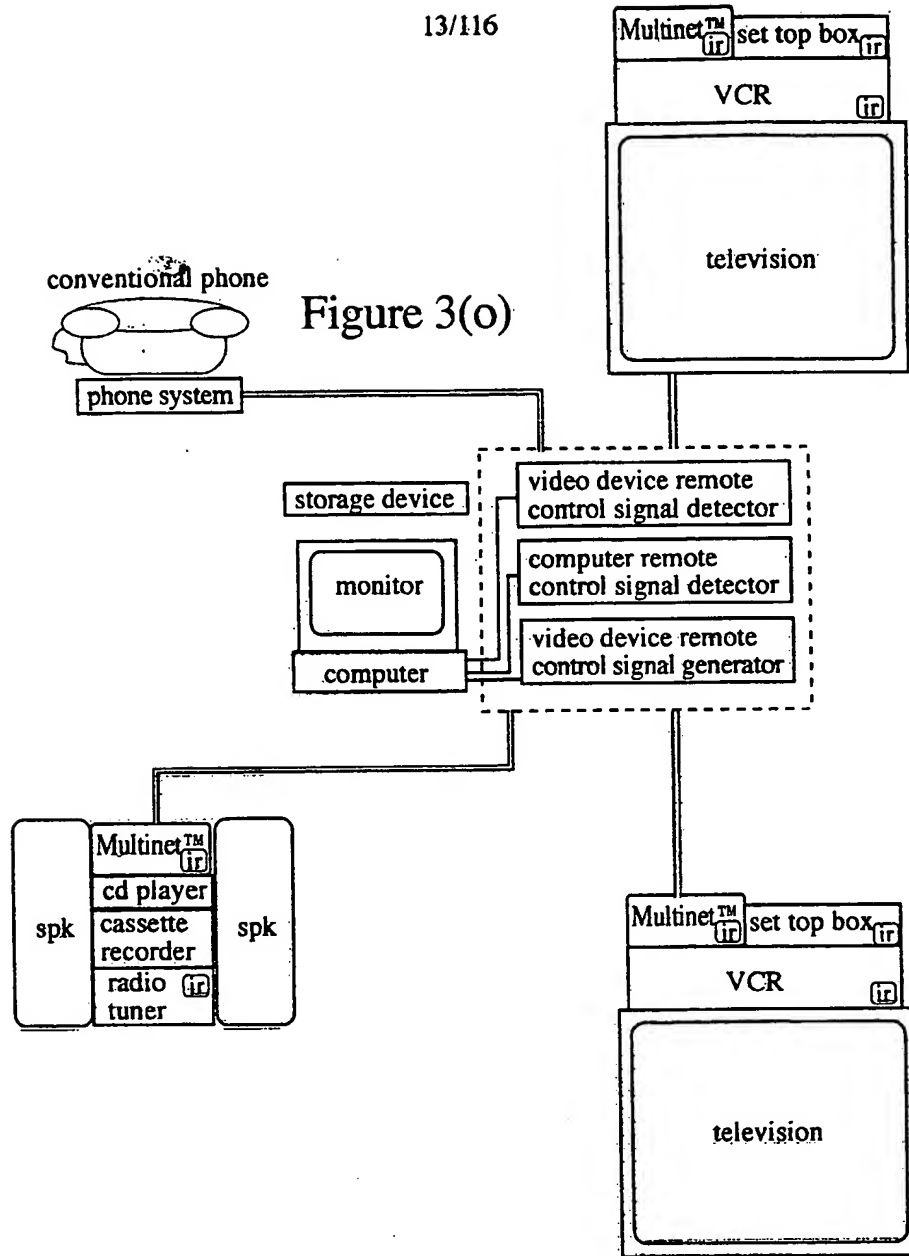 13/116
Multinet™ ir set top box ir
VCR ir
television
conventional phone
Figure 3(o)
phone system
storage device
video device remote
control signal detector
monitor
computer remote
control signal detector
computer
video device remote
control signal generator
Multinet™ ir
cd player
spk
cassette
recorder
spk
radio ir
tuner
Multinet™ ir set top box ir
VCR ir
television